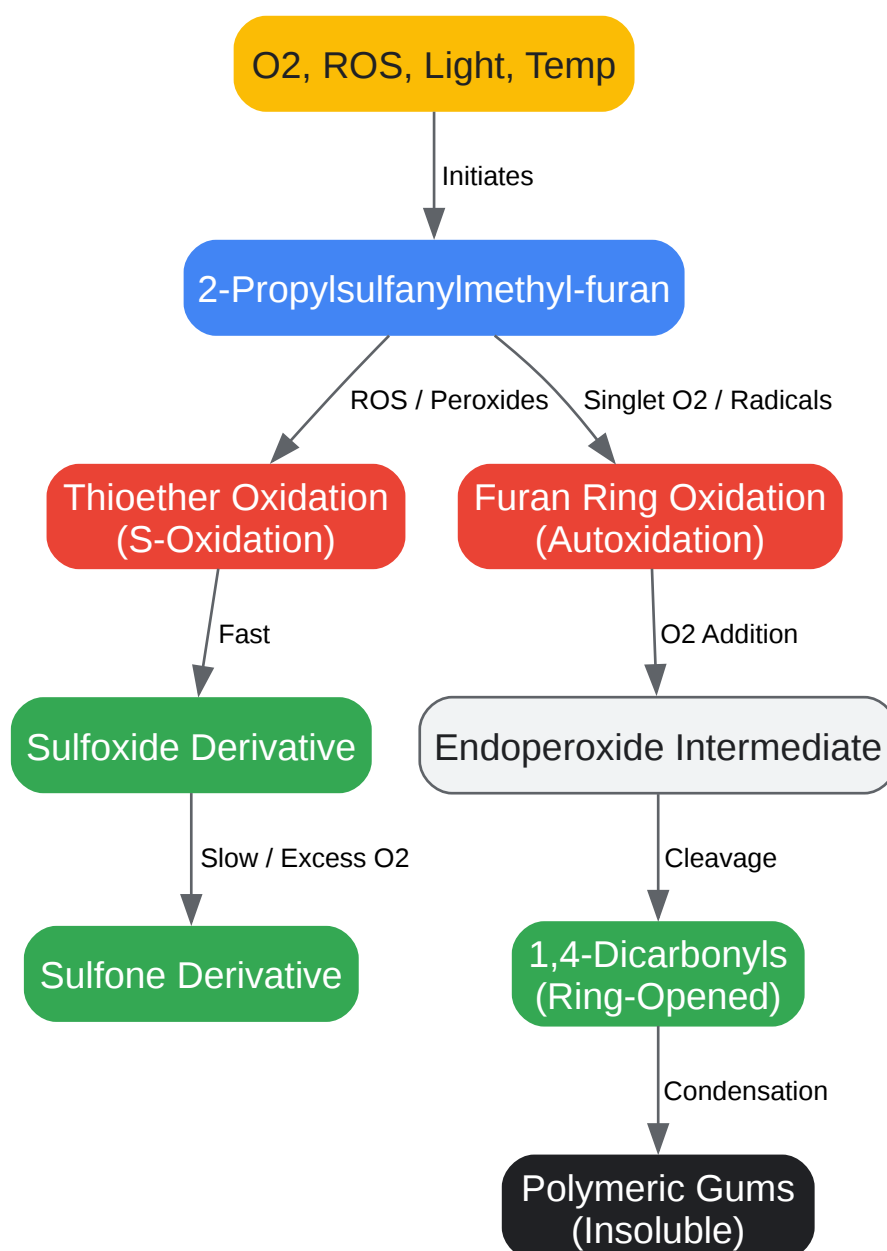 O2, ROS, Light, Temp
Initiates
2-Propylsulfanylmethyl-furan
ROS / Peroxides
Singlet O2 / Radicals
Thioether Oxidation
(S-Oxidation)
Furan Ring Oxidation
(Autoxidation)
Fast
O2 Addition
Sulfoxide Derivative
Endoperoxide Intermediate
Slow / Excess O2
Cleavage
Sulfone Derivative
1,4-Dicarbonyls
(Ring-Opened)
Condensation
Polymeric Gums
(Insoluble)